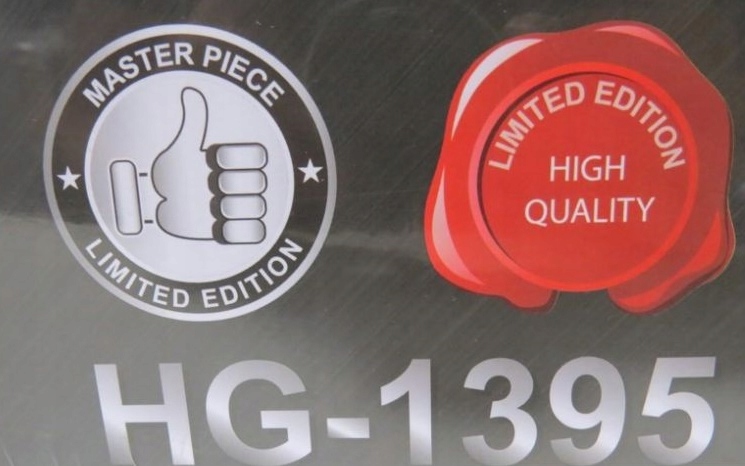 MASTER PIECE
LIMITED EDITION
LIMITED EDITION
HIGH
QUALITY
HG-1395